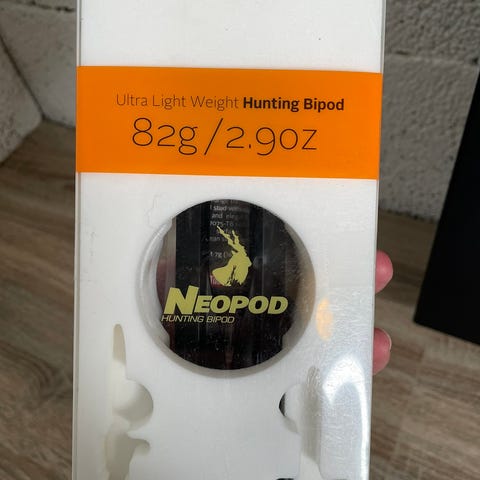 Ultra Light Weight Hunting Bipod
82g/2.9oz
NEOPOD
HUNTING BIPOD